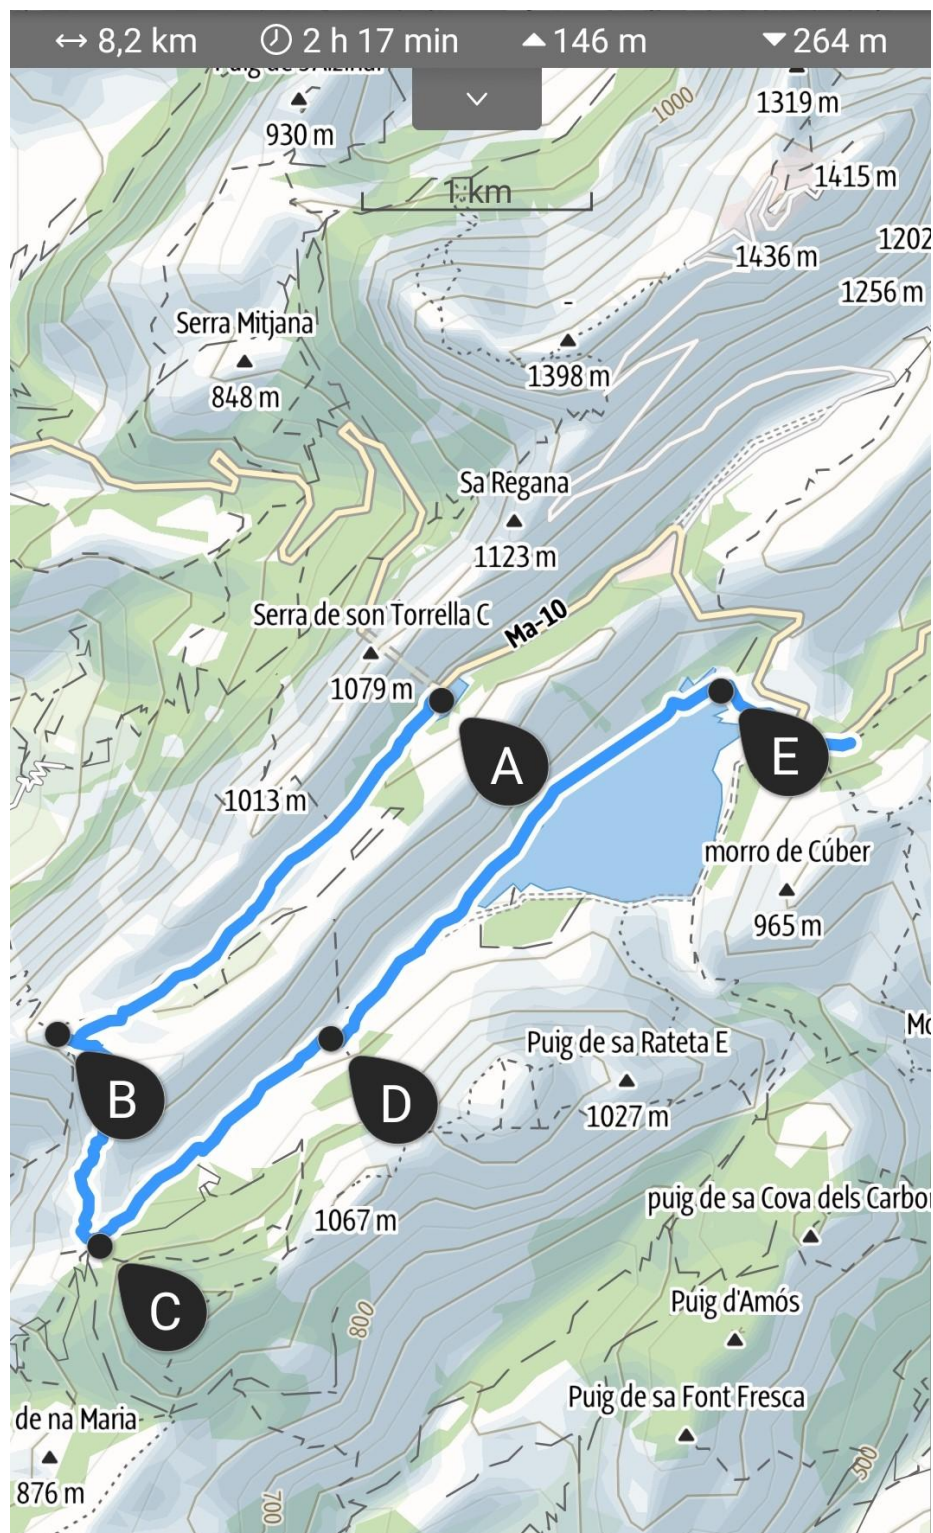 8,2 km 2 h 17 min 146 m 264 m
930 m
1319 m
1000
1 km
1415 m
1202
1436 m
1256 m
Serra Mitjana
848 m
-
1398 m
Sa Regana
1123 m
Serra de son Torrella C
Ma-10
1079 m
A
E
1013 m
morro de Cúber
965 m
B
D
Puig de sa Rateta E
1027 m
1067 m
puig de sa Cova dels Carbo
C
800
Puig d'Amós
Puig de sa Font Fresca
de na Maria
876 m
700
500